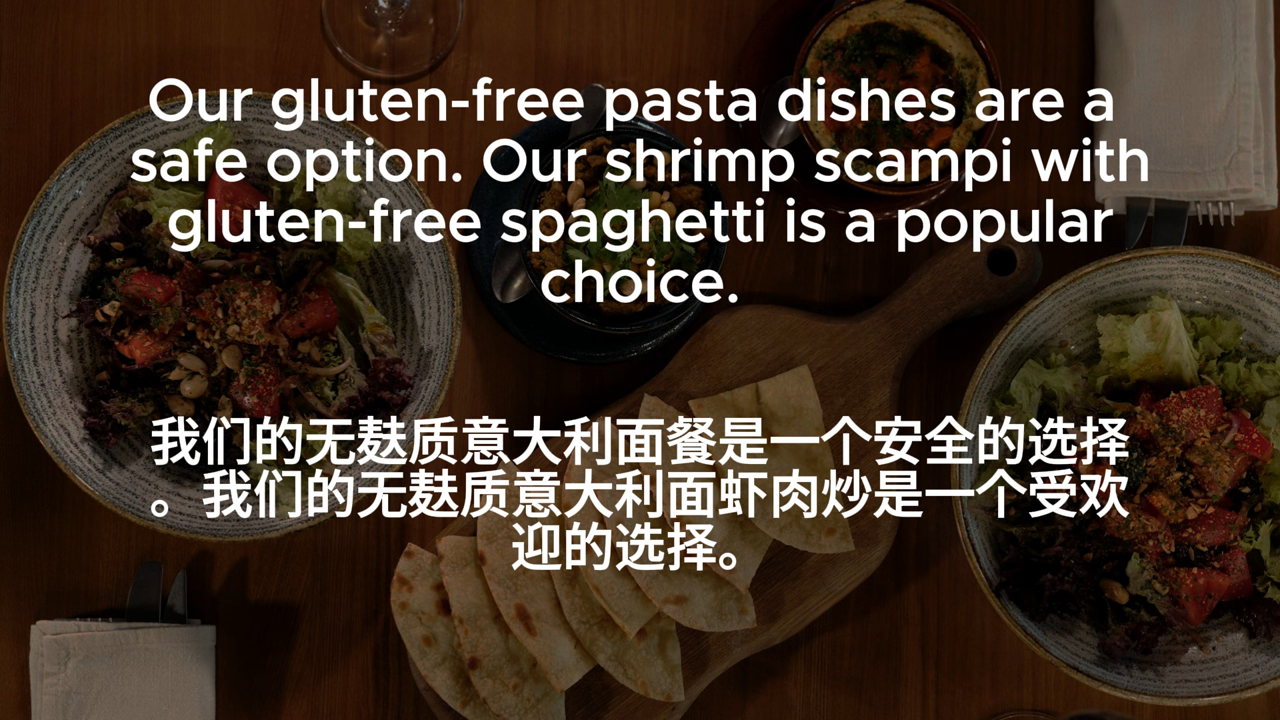 Our gluten-free pasta dishes are a
safe option. Our shrimp scampi with
gluten-free spaghetti is a popular
choice.
我们的无麸质意大利面餐是一个安全的选择
。我们的无麸质意大利面虾肉炒是一个受欢
迎的选择。